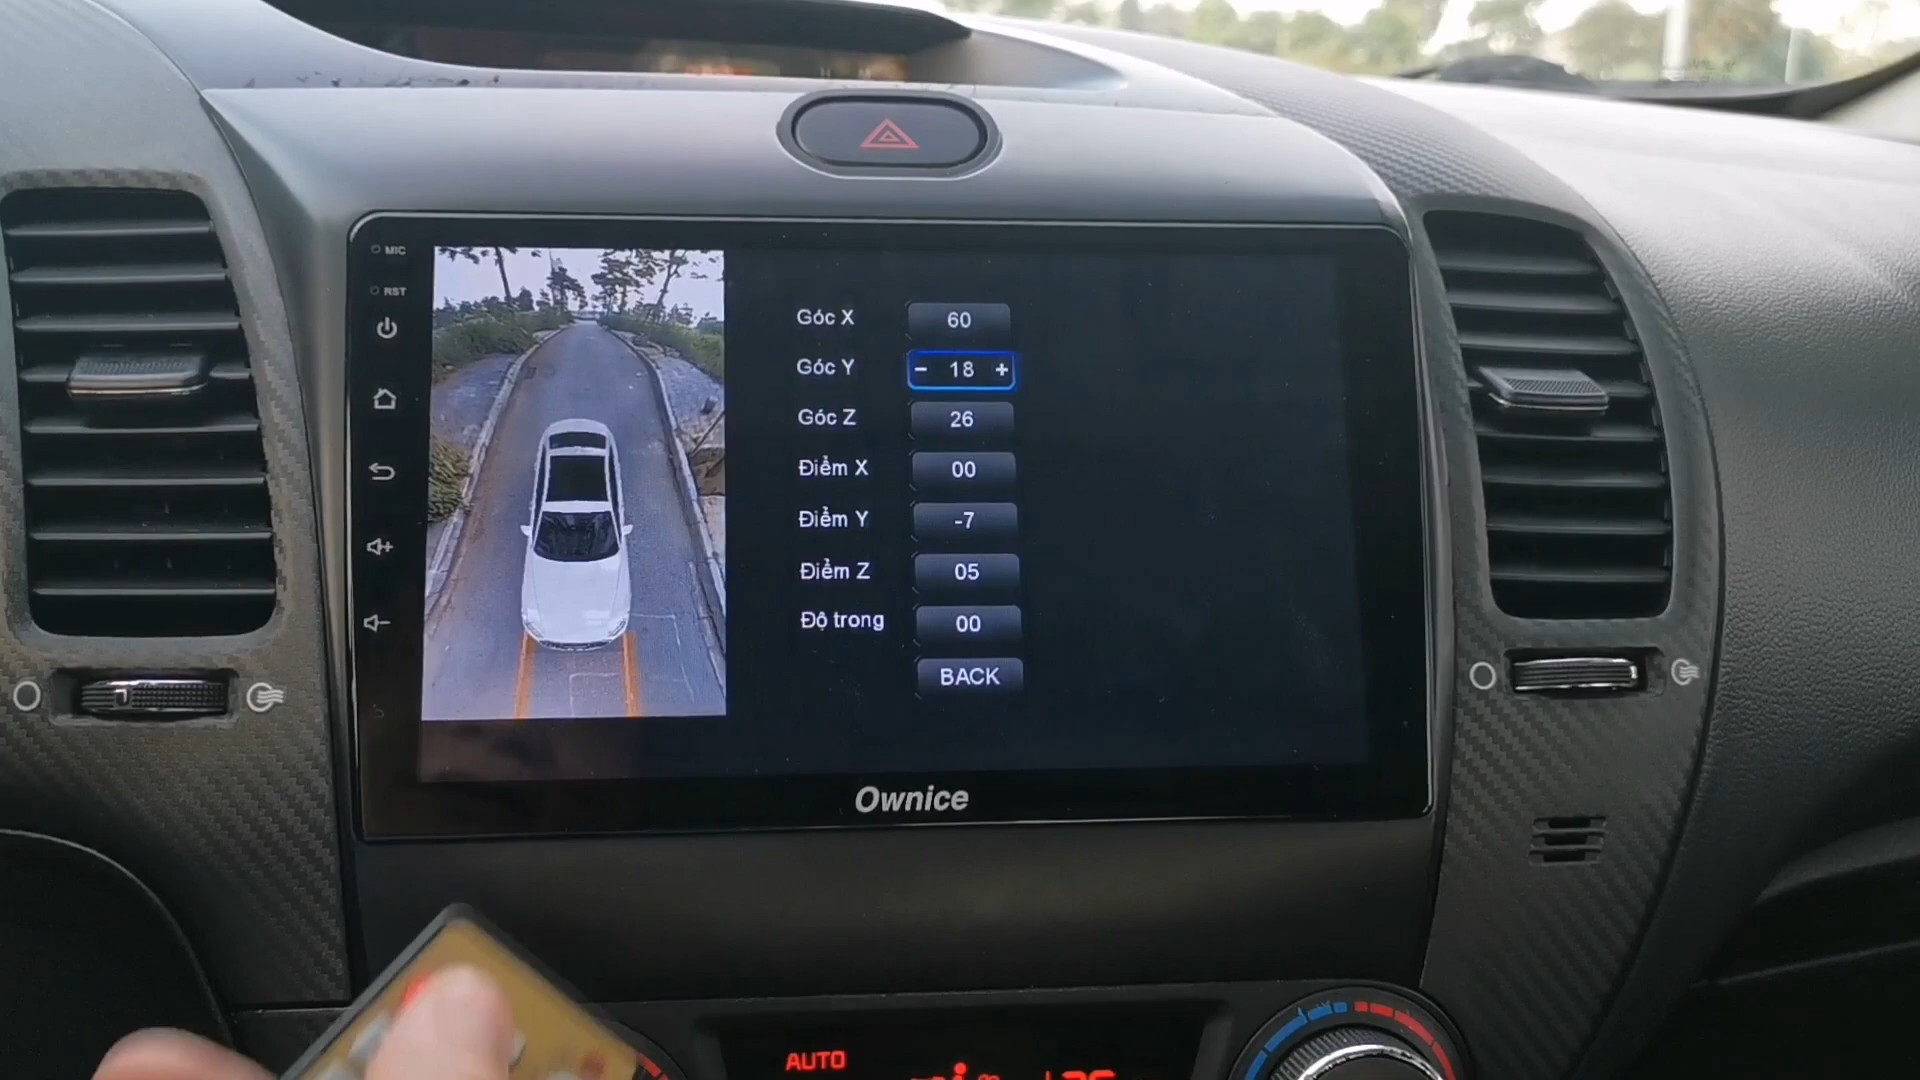 MIC
RST
Góc X 60
Góc Y - 18 +
Góc Z 26
Điểm X 00
Điểm Y -7
Điểm Z 05
Độ trong 00
BACK
Ownice
AUTO